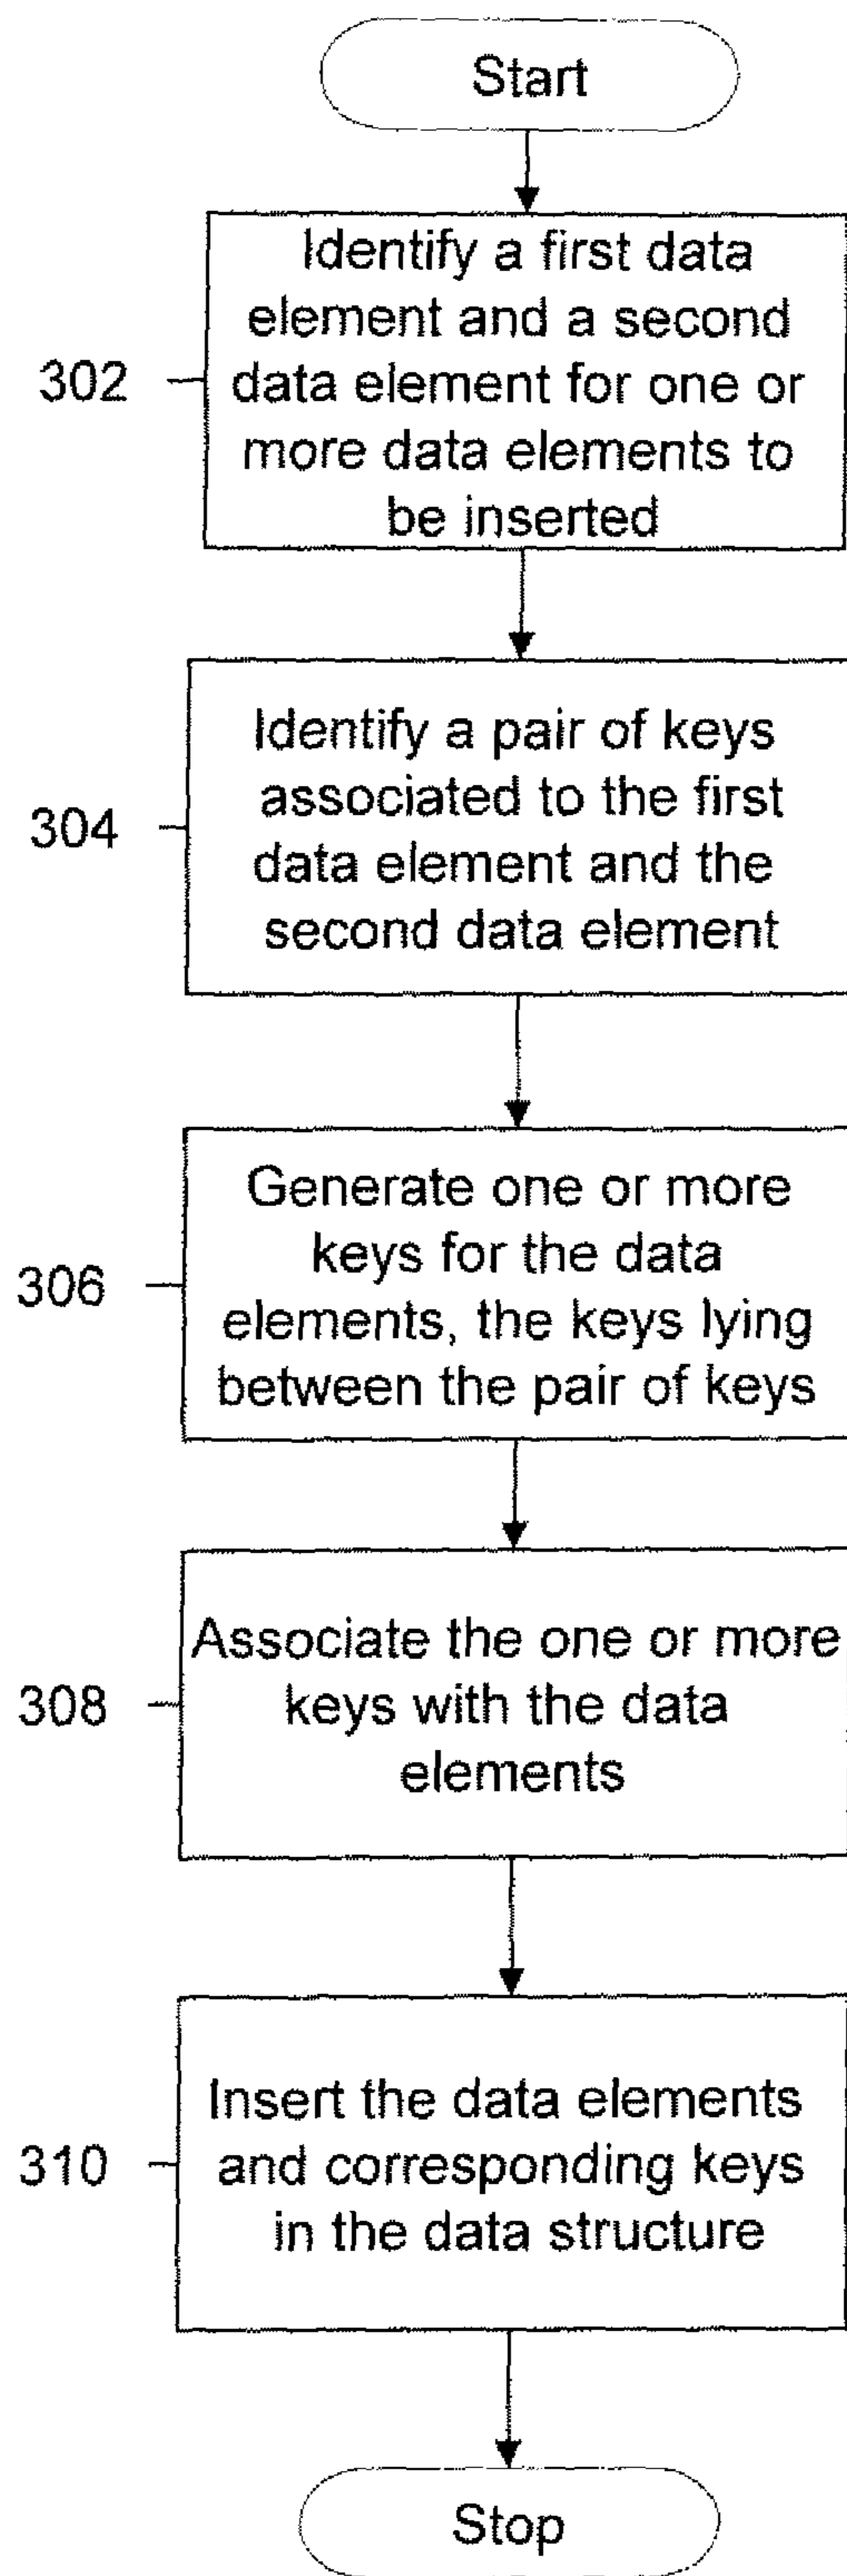 Start
Identify a first data
element and a second
302
data element for one or
more data elements to
be inserted
Identify a pair of keys
associated to the first
304
data element and the
second data element
Generate one or more
keys for the data
306
elements, the keys lying
between the pair of keys
Associate the one or more
308
keys with the data
elements
Insert the data elements
310
and corresponding keys
in the data structure
Stop